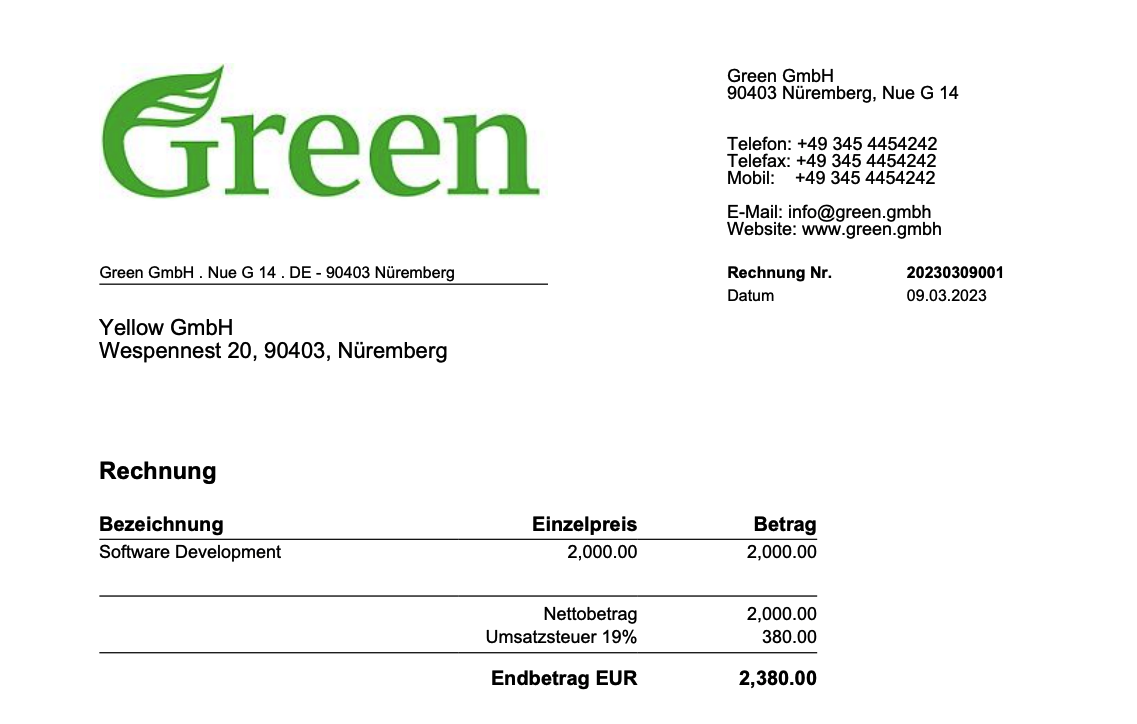 Green
Green GmbH
90403 Nüremberg, Nue G 14
Telefon: +49 345 4454242
Telefax: +49 345 4454242
Mobil: +49 345 4454242
E-Mail: info@green.gmbh
Website: www.green.gmbh
Green GmbH . Nue G 14 . DE - 90403 Nüremberg
Rechnung Nr. 20230309001
Datum 09.03.2023
Yellow GmbH
Wespennest 20, 90403, Nüremberg
Rechnung
Bezeichnung Einzelpreis Betrag
Software Development 2,000.00 2,000.00
Nettobetrag 2,000.00
Umsatzsteuer 19% 380.00
Endbetrag EUR 2,380.00